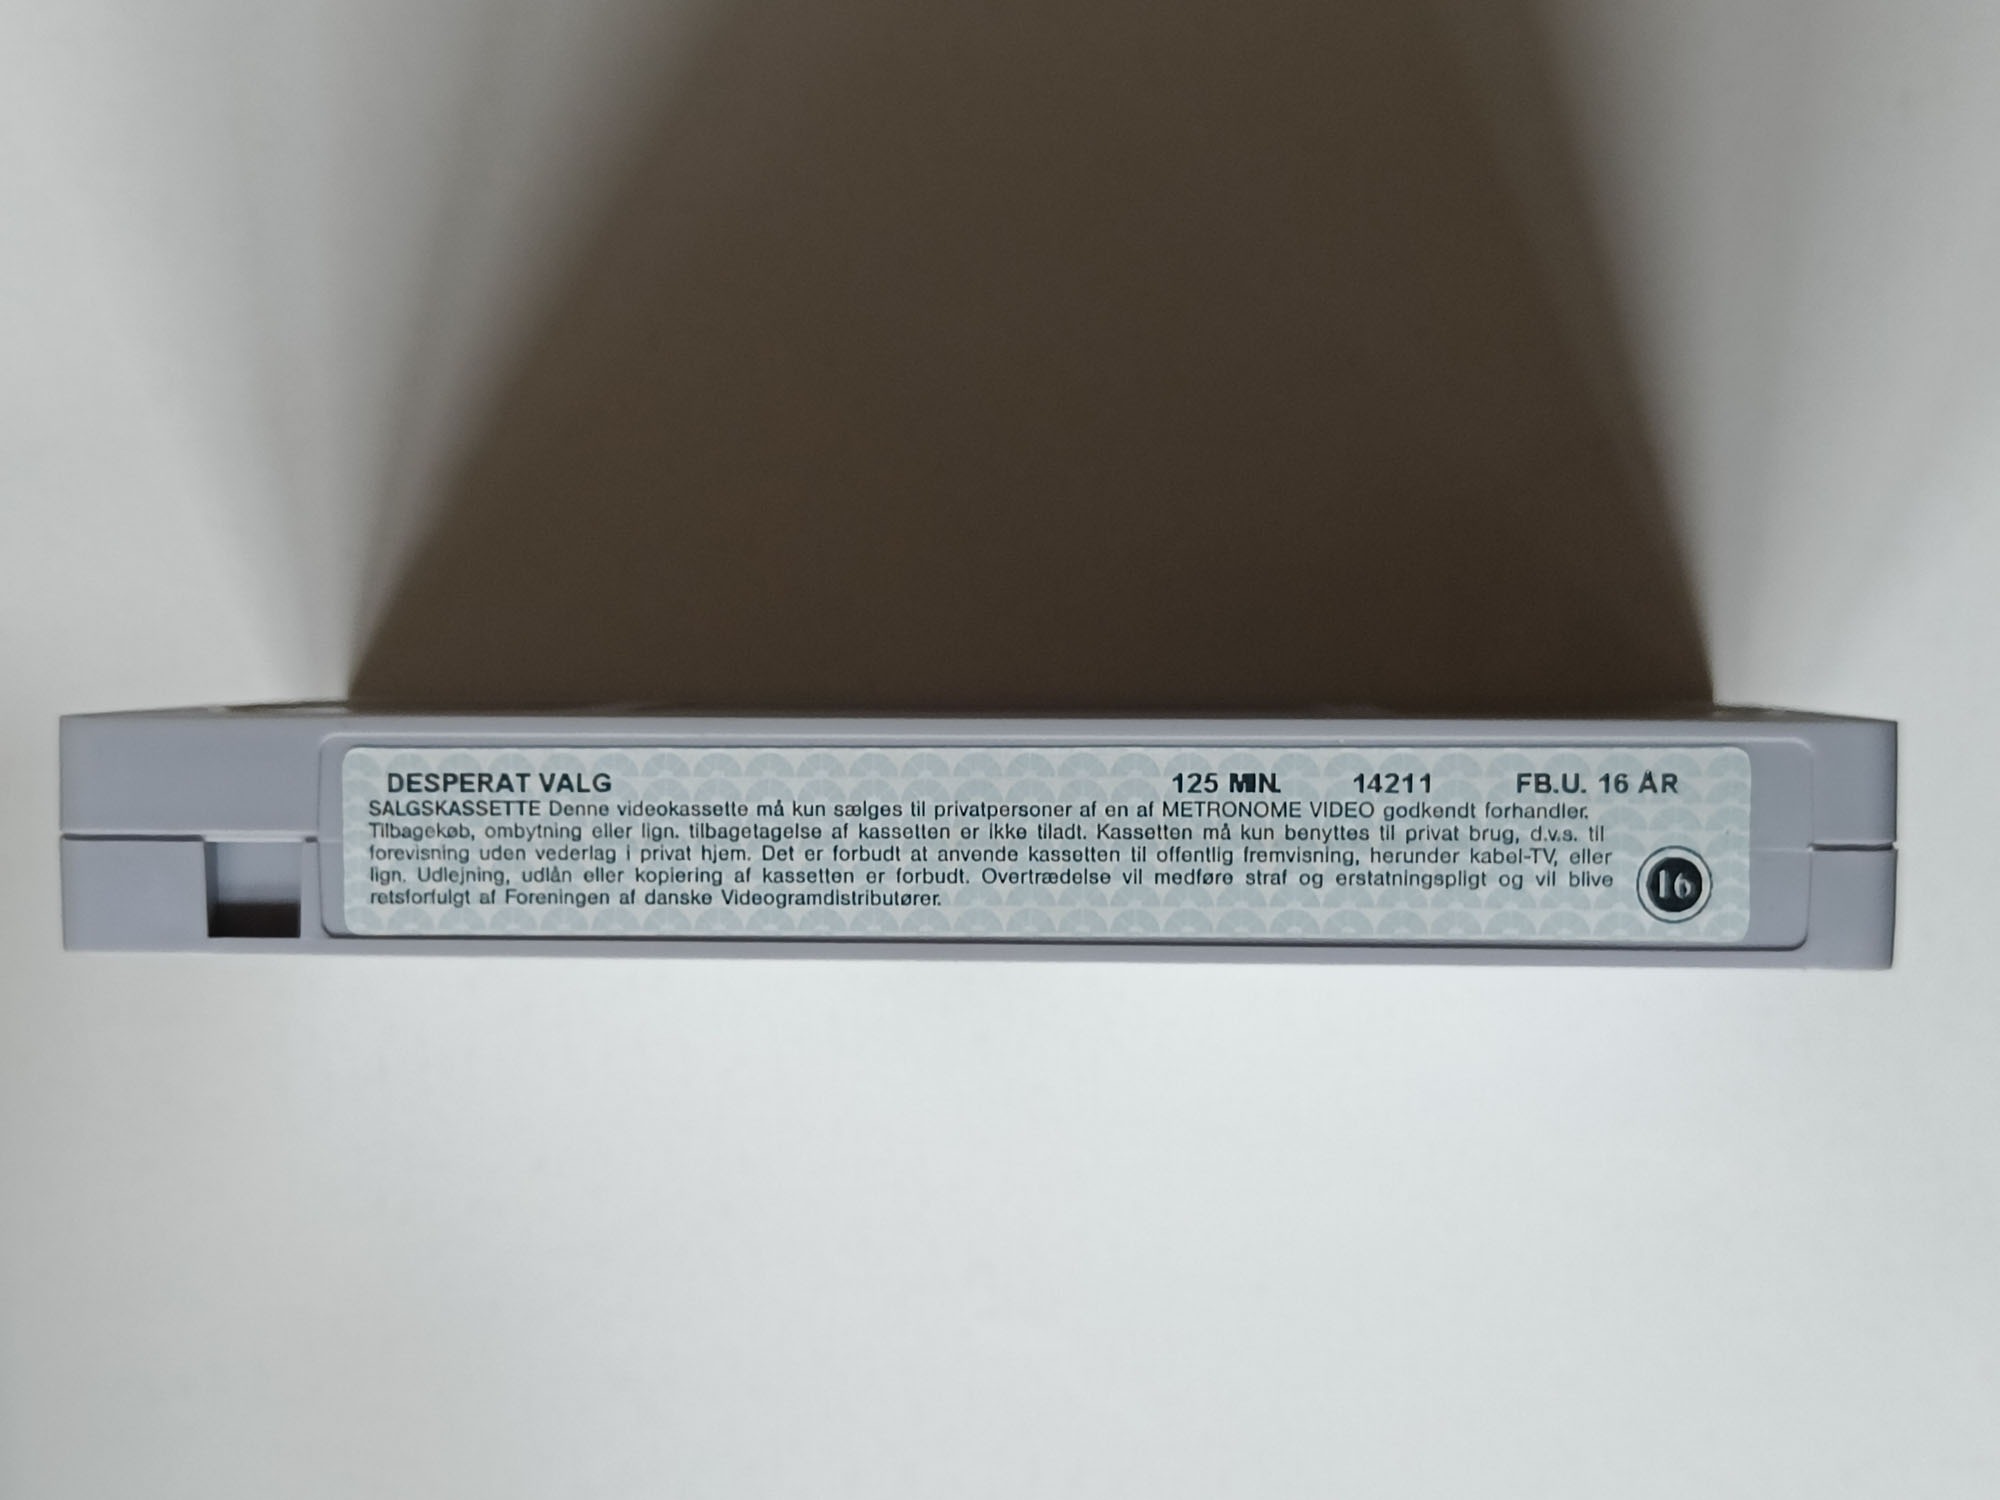 DESPERAT VALG 125 MIN. 14211 FB.U. 16 ÅR
SALGSKASSETTE Denne videokassette må kun sælges til privatpersoner af en af METRONOME VIDEO godkendt forhandler.
Tilbagekøb, ombytning eller lign. tilbagetagelse af kassetten er ikke tiladt. Kassetten må kun benyttes til privat brug, d.v.s. til
forevisning uden vederlag i privat hjem. Det er forbudt at anvende kassetten til offentlig fremvisning, herunder kabel-TV, eller
lign. Udlejning, udlån eller kopiering af kassetten er forbudt. Overtrædelse vil medføre straf og erstatningspligt og vil blive
retsforfulgt af Foreningen af danske Videogramdistributører.
16